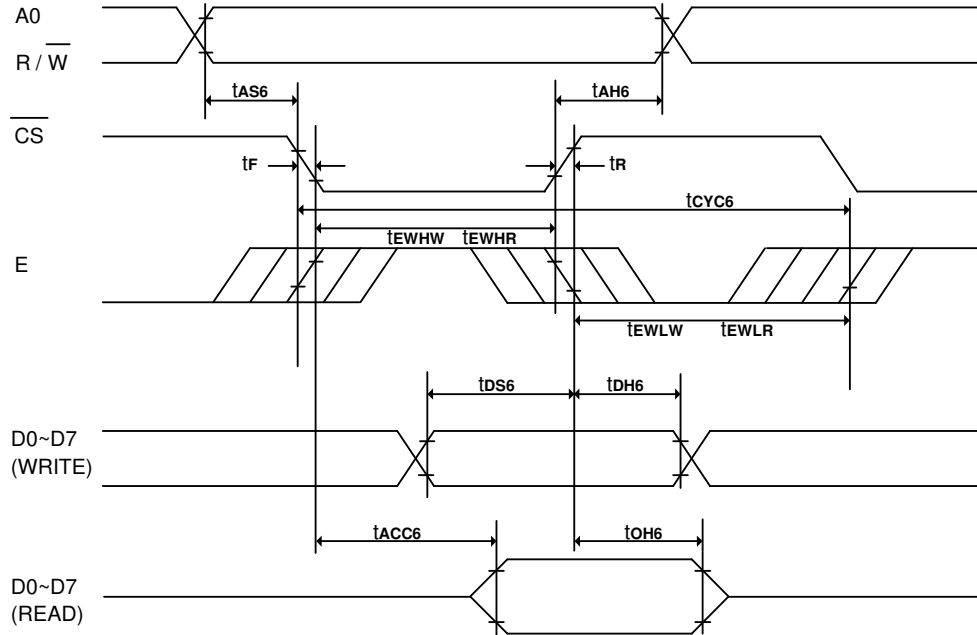 A0
R / W
tAS6
tAH6
CS
tF
tR
tCYC6
tEWHW tEWHR
E
tEWLW tEWLR
tDS6
tDH6
D0~D7
(WRITE)
tACC6
tOH6
D0~D7
(READ)